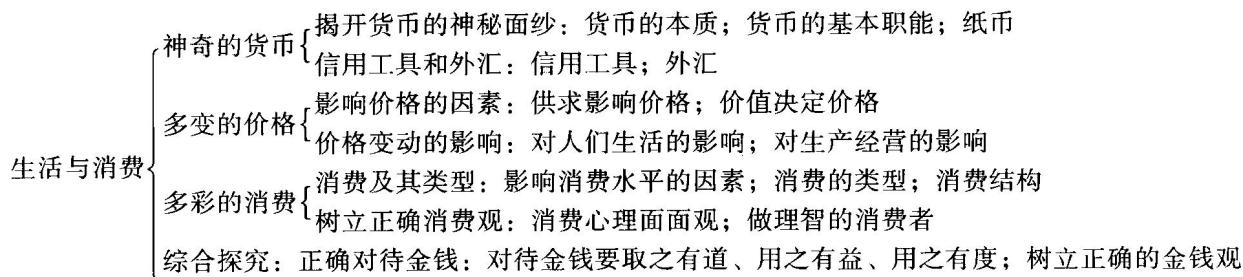 揭开货币的神秘面纱：货币的本质；货币的基本职能；纸币
神奇的货币
信用工具和外汇：信用工具；外汇
影响价格的因素：供求影响价格；价值决定价格
多变的价格
价格变动的影响：对人们生活的影响；对生产经营的影响
生活与消费
消费及其类型：影响消费水平的因素；消费的类型；消费结构
多彩的消费
树立正确消费观：消费心理面面观；做理智的消费者
综合探究：正确对待金钱：对待金钱要取之有道、用之有益、用之有度；树立正确的金钱观